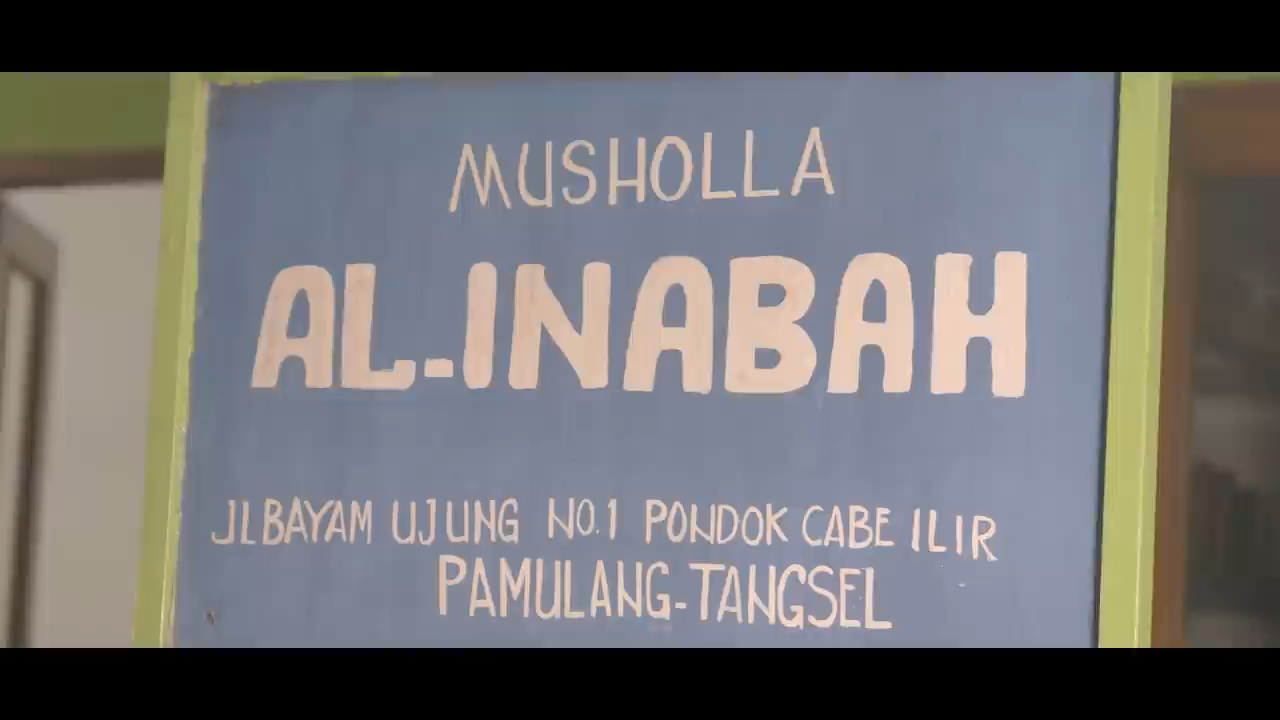 MUSHOLLA
AL-INABAH
JL BAYAM UJUNG NO.1 PONDOK CABE ILIR
PAMULANG-TANGSEL